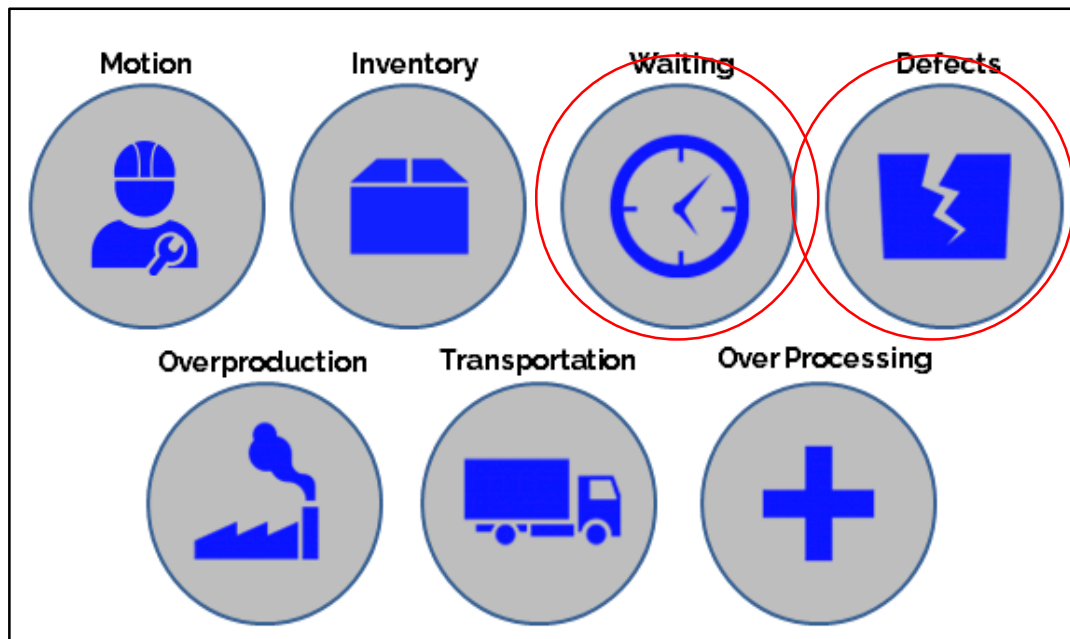 Motion
Inventory
Waiting
Defects
Overproduction
Transportation
Over Processing